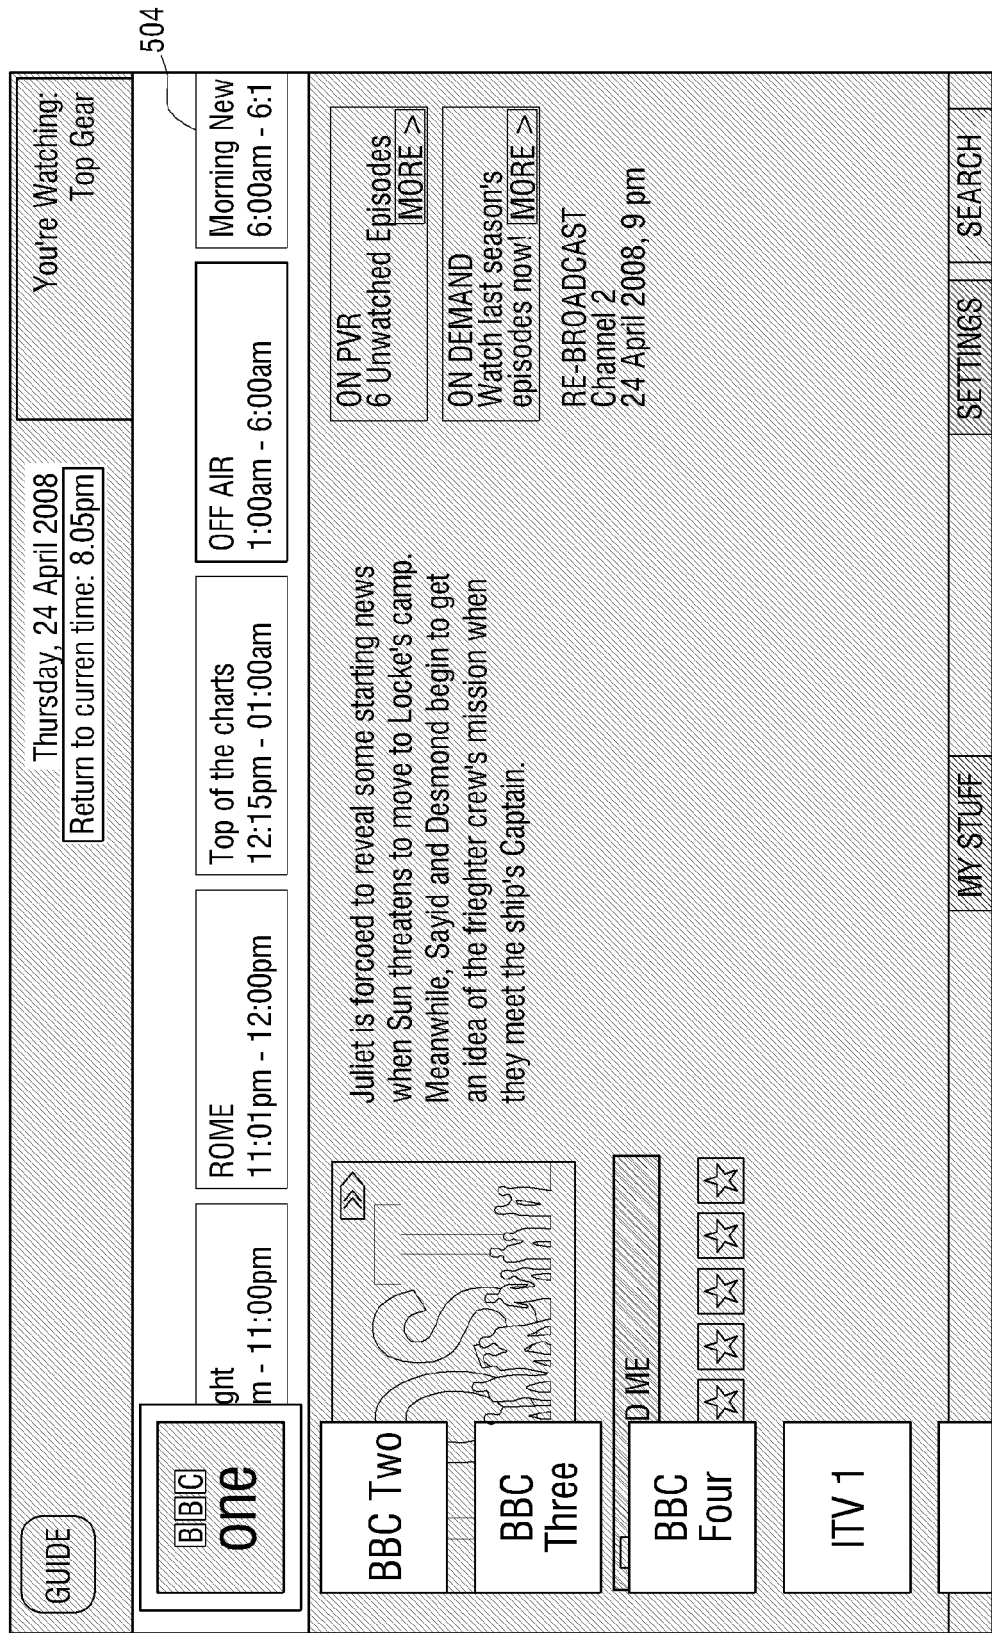 GUIDE
Thursday, 24 April 2008
Return to curren time: 8.05pm
You're Watching:
Top Gear
504
BBC
one
ght
m - 11:00pm
ROME
11:01pm - 12:00pm
Top of the charts
12:15pm - 01:00am
OFF AIR
1:00am - 6:00am
Morning New
6:00am - 6:1
BBC Two
BBC
Three
BBC
Four
ITV 1
OST
D ME
Juliet is forcoed to reveal some starting news
when Sun threatens to move to Locke's camp.
Meanwhile, Sayid and Desmond begin to get
an idea of the frieghter crew's mission when
they meet the ship's Captain.
ON PVR
6 Unwatched Episodes
MORE >
ON DEMAND
Watch last season's
episodes now! MORE >
RE-BROADCAST
Channel 2
24 April 2008, 9 pm
MY STUFF
SETTINGS
SEARCH